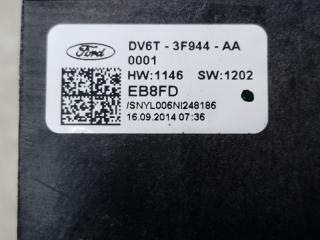 Ford
DV6T - 3F944 - AA
0001
HW:1146 SW:1202
EB8FD
/SNYL006NI248186
16.09.2014 07:36